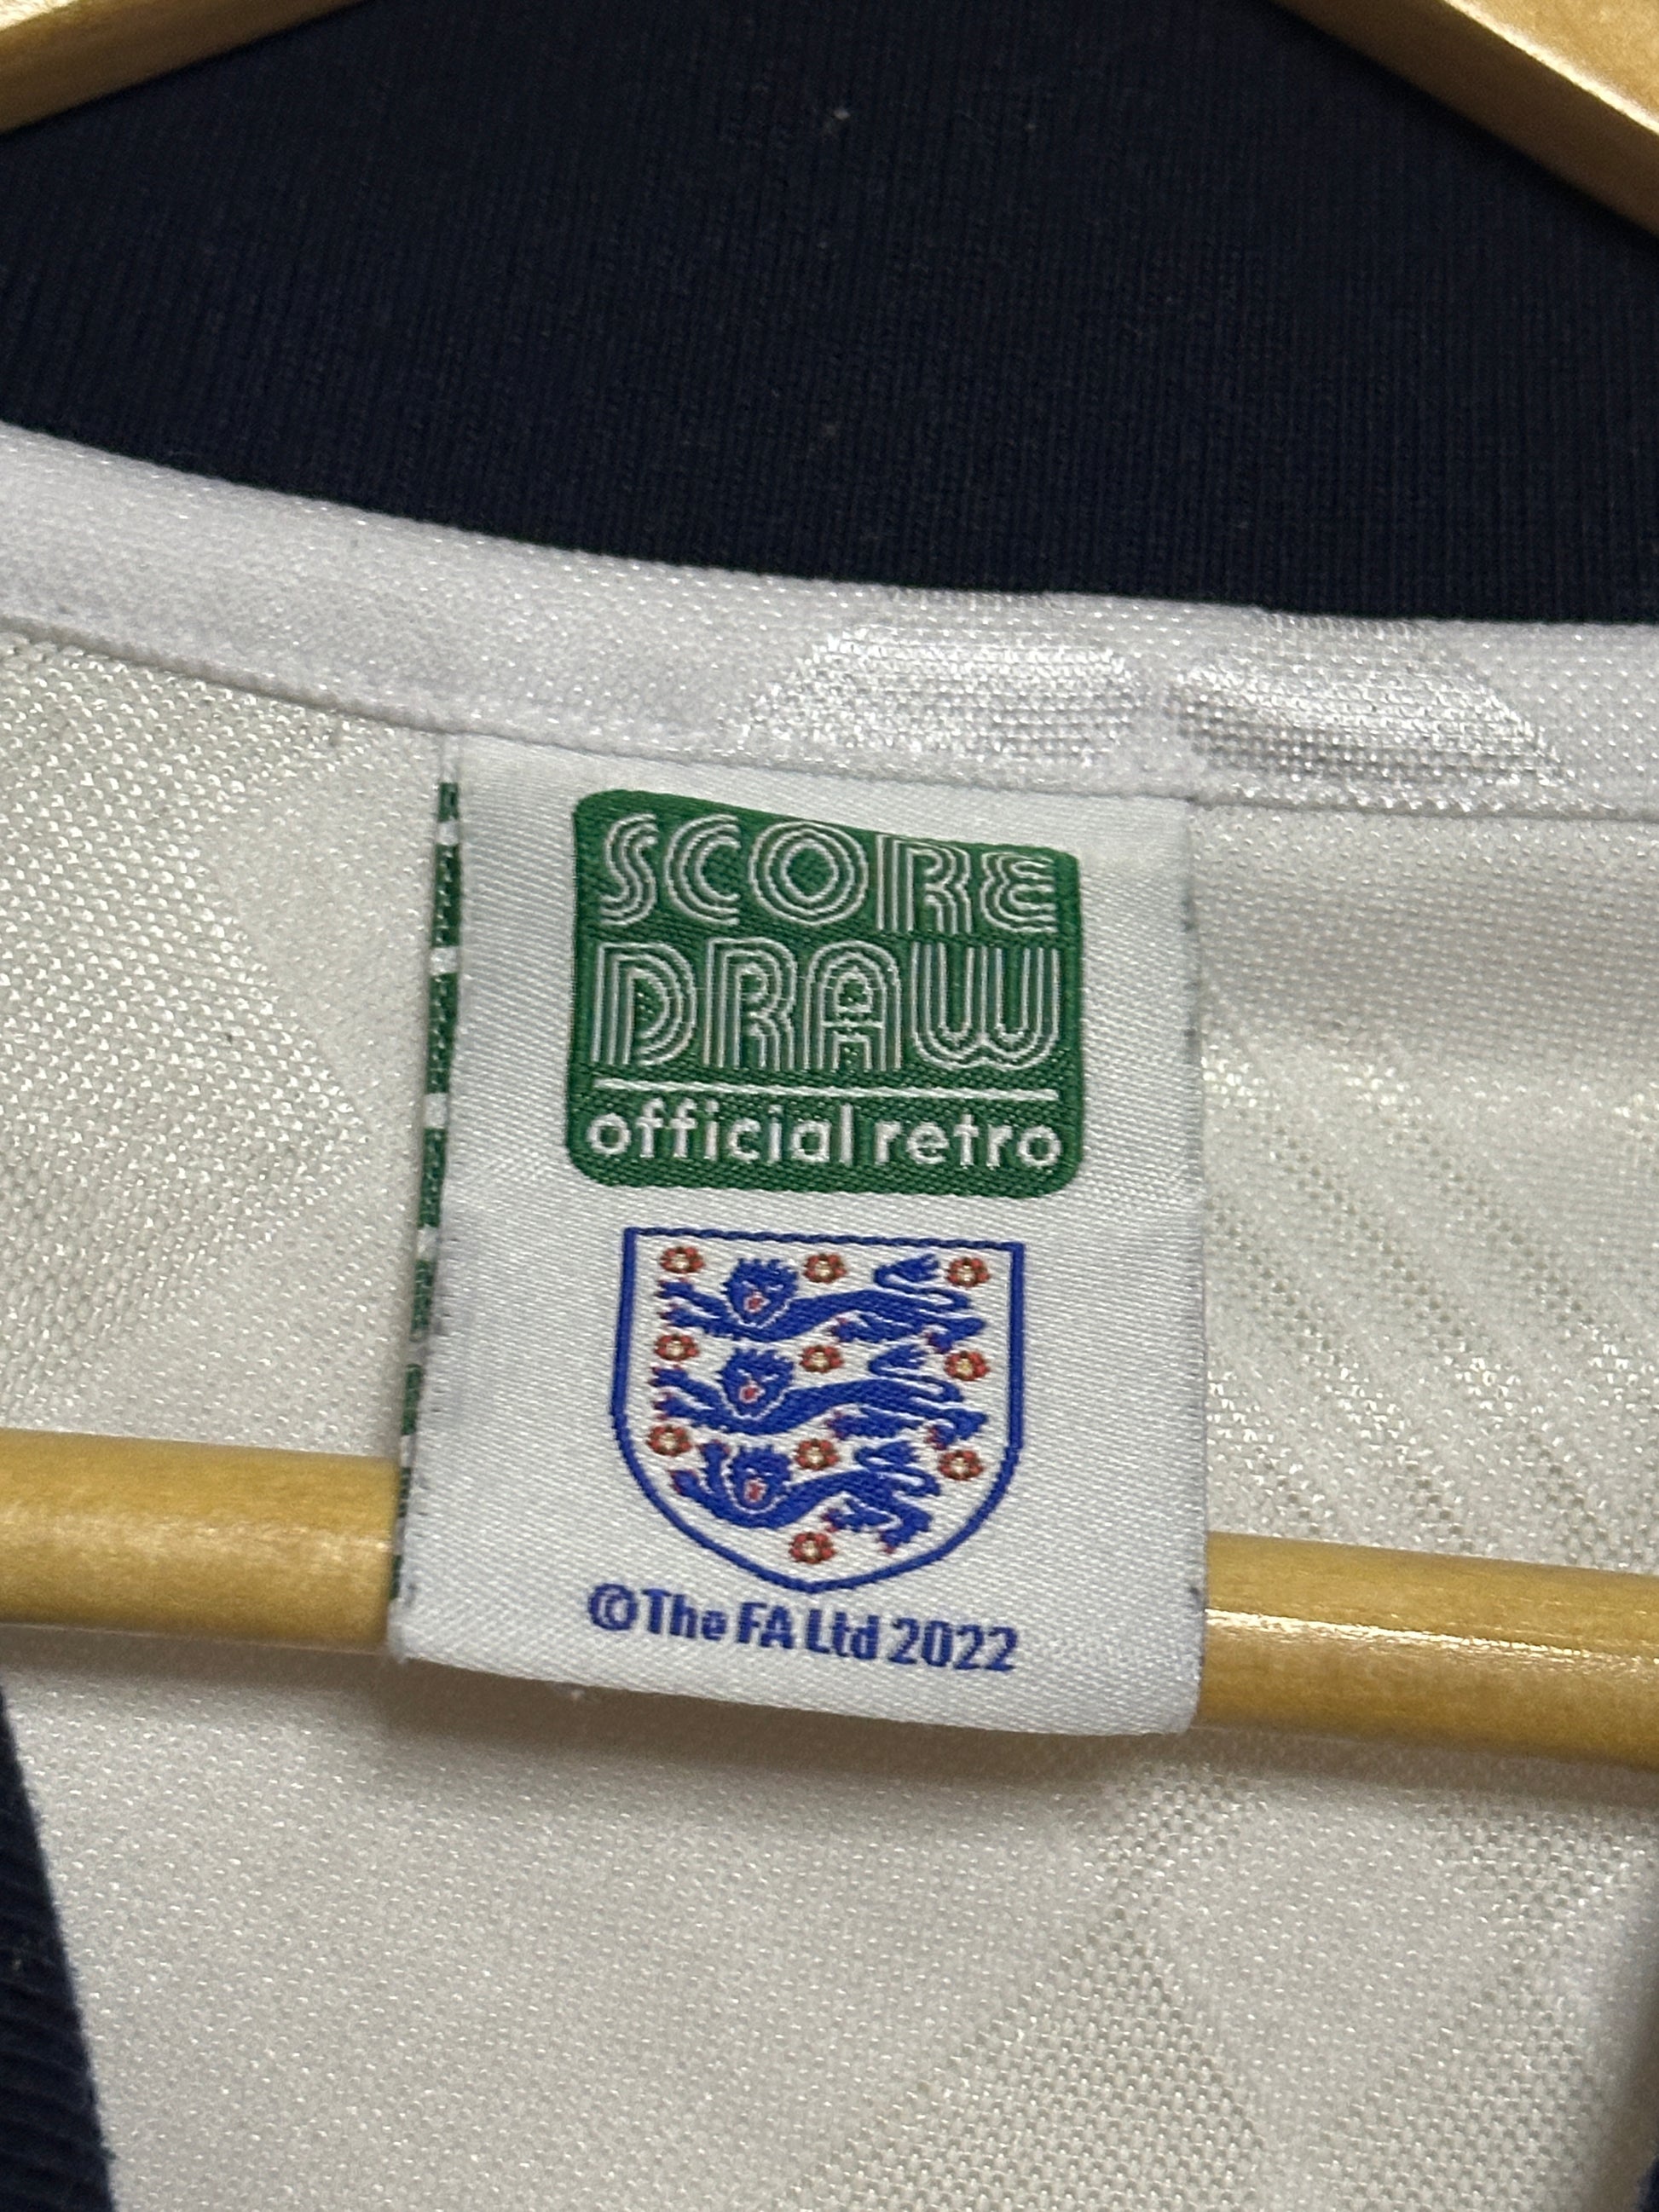 SCORE
DRAW
official retro
©The FA Ltd 2022